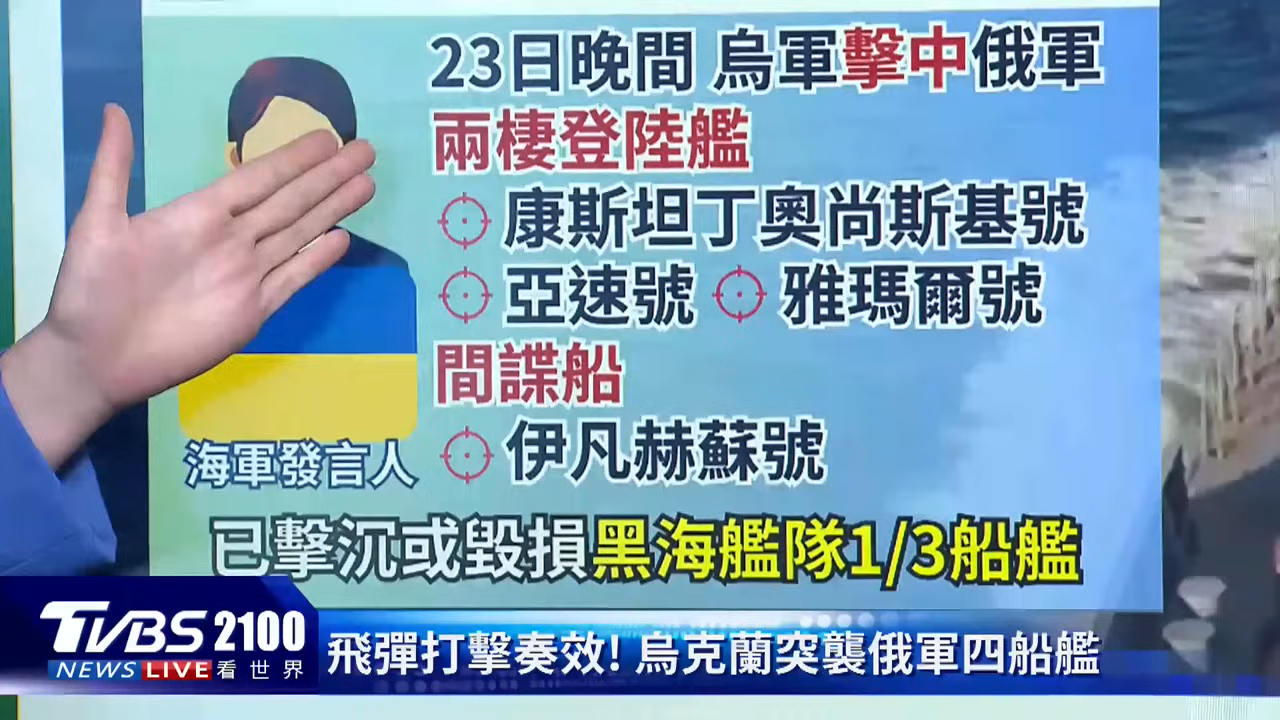 23日晚間 烏軍擊中俄軍
兩棲登陸艦
康斯坦丁奧尚斯基號
亞速號 雅瑪爾號
間諜船
伊凡赫蘇號
海軍發言人
已擊沉或毀損黑海艦隊1/3船艦
TVBS 2100
NEWS LIVE 看世界
飛彈打擊奏效! 烏克蘭突襲俄軍四船艦